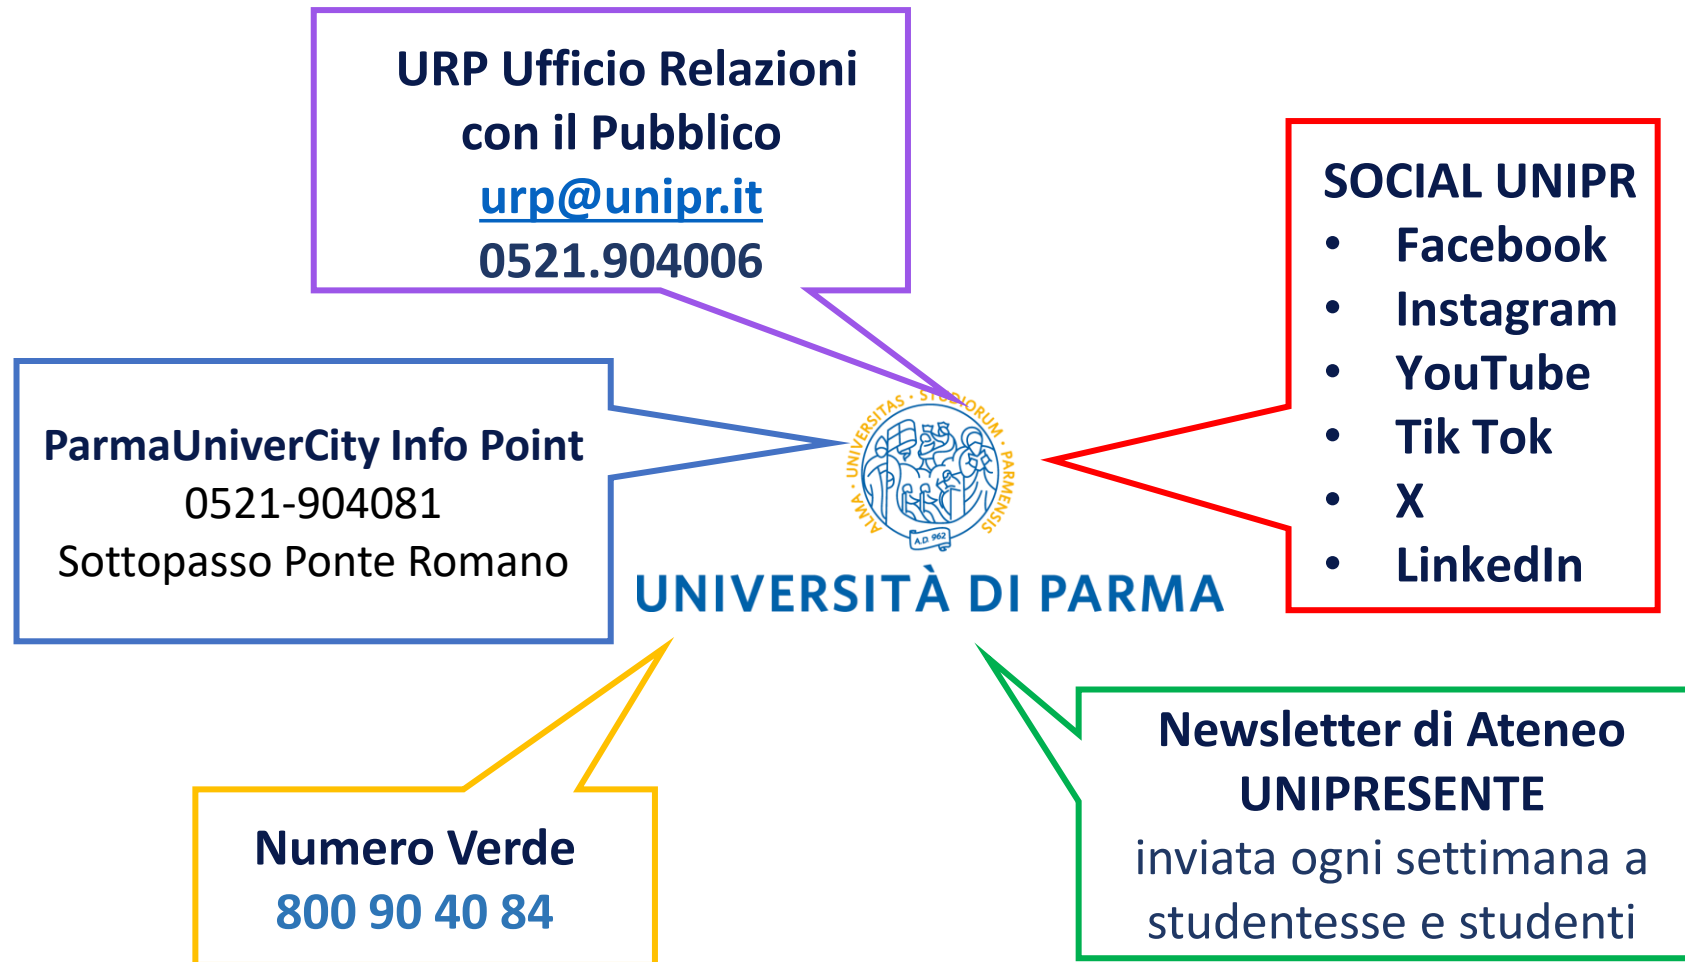 URP Ufficio Relazioni
con il Pubblico
urp@unipr.it
0521.904006
SOCIAL UNIPR
• Facebook
• Instagram
• YouTube
• Tik Tok
• X
• LinkedIn
ParmaUniverCity Info Point
0521-904081
Sottopasso Ponte Romano
ALMA · UNIVERSITAS · STUDIORUM · PARMENSIS
A.D. 962
UNIVERSITÀ DI PARMA
Numero Verde
800 90 40 84
Newsletter di Ateneo
UNIPRESENTE
inviata ogni settimana a
studentesse e studenti